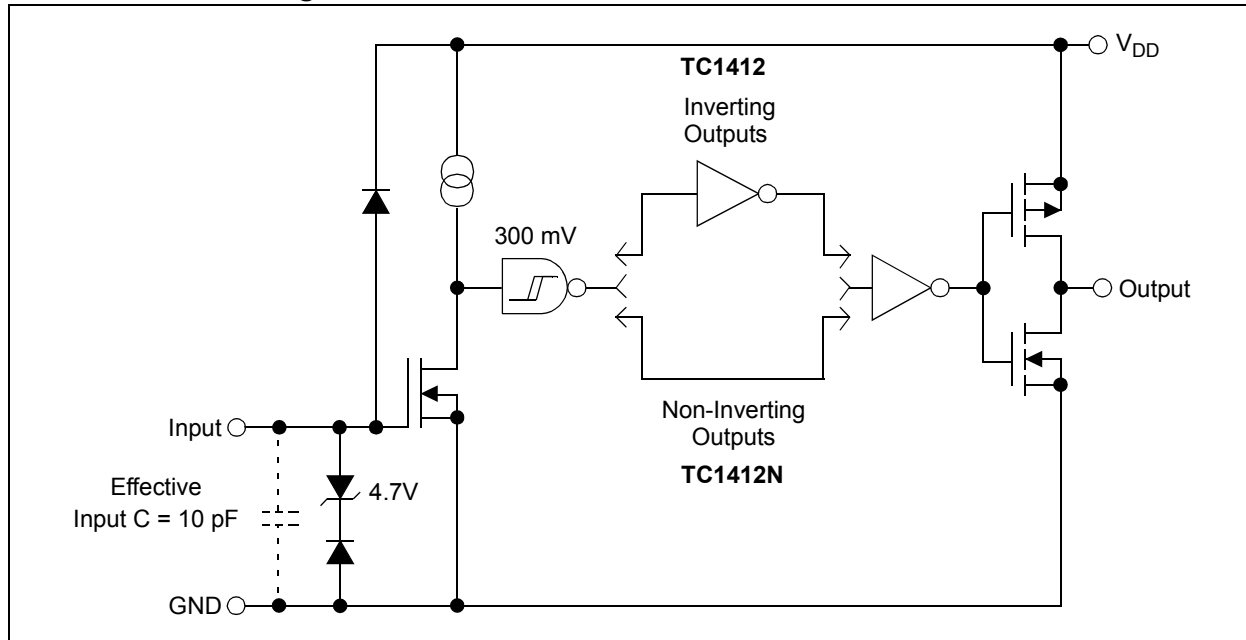 V_DD
TC1412
Inverting
Outputs
300 mV
Output
Non-Inverting
Outputs
TC1412N
Input
4.7V
Effective
Input C = 10 pF
GND